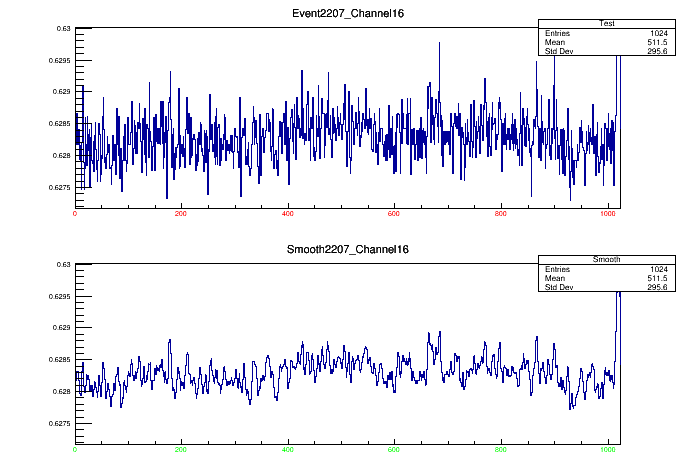 Event2207_Channel16
Test
Entries 1024
Mean 511.5
Std Dev 295.6
0.63
0.6295
0.629
0.6285
0.628
0.6275
0 200 400 600 800 1000
Smooth2207_Channel16
Smooth
Entries 1024
Mean 511.5
Std Dev 295.6
0.63
0.6295
0.629
0.6285
0.628
0.6275
0 200 400 600 800 1000